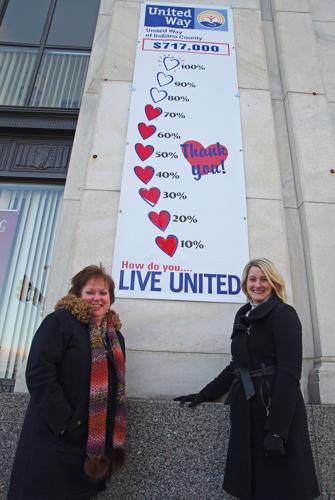 United
Way
United Way
of Indiana County
$717,000
100%
90%
80%
70%
60%
50%
Thank
you!
40%
30%
20%
10%
How do you....
LIVE UNITED